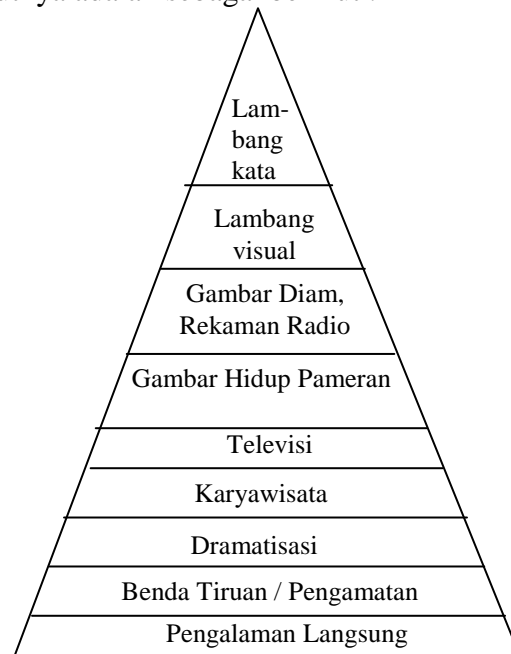 Lam-
bang
kata
Lambang
visual
Gambar Diam,
Rekaman Radio
Gambar Hidup Pameran
Televisi
Karyawisata
Dramatisasi
Benda Tiruan / Pengamatan
Pengalaman Langsung